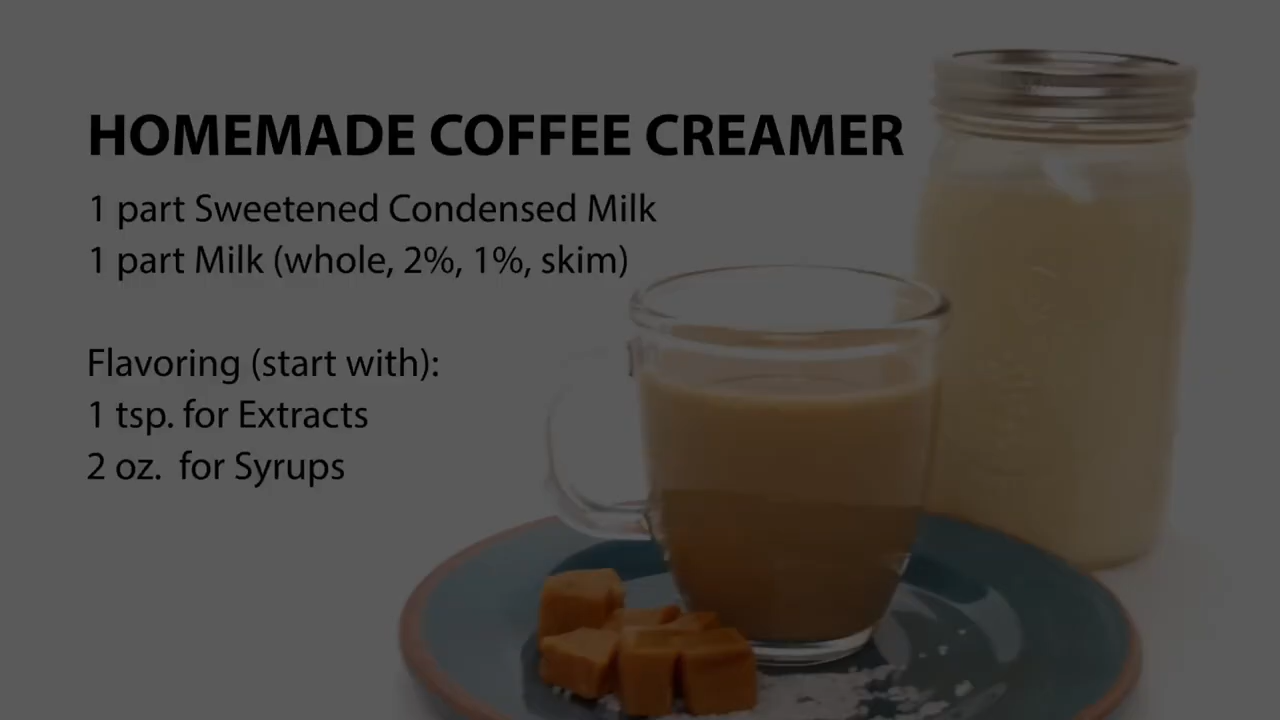 HOMEMADE COFFEE CREAMER
1 part Sweetened Condensed Milk
1 part Milk (whole, 2%, 1%, skim)
Flavoring (start with):
1 tsp. for Extracts
2 oz.  for Syrups